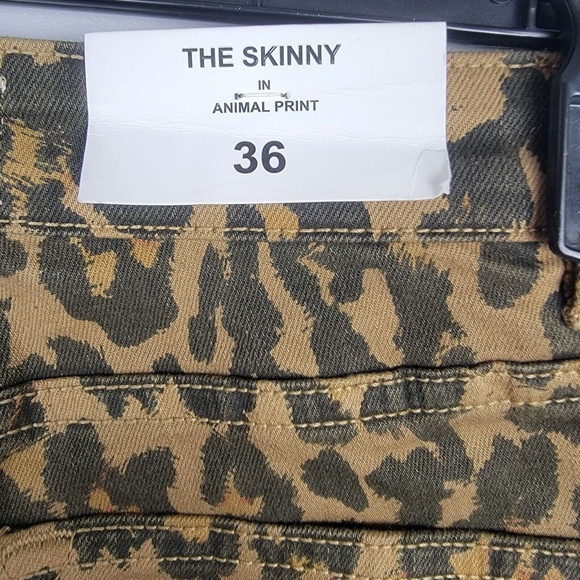 THE SKINNY
IN
ANIMAL PRINT
36